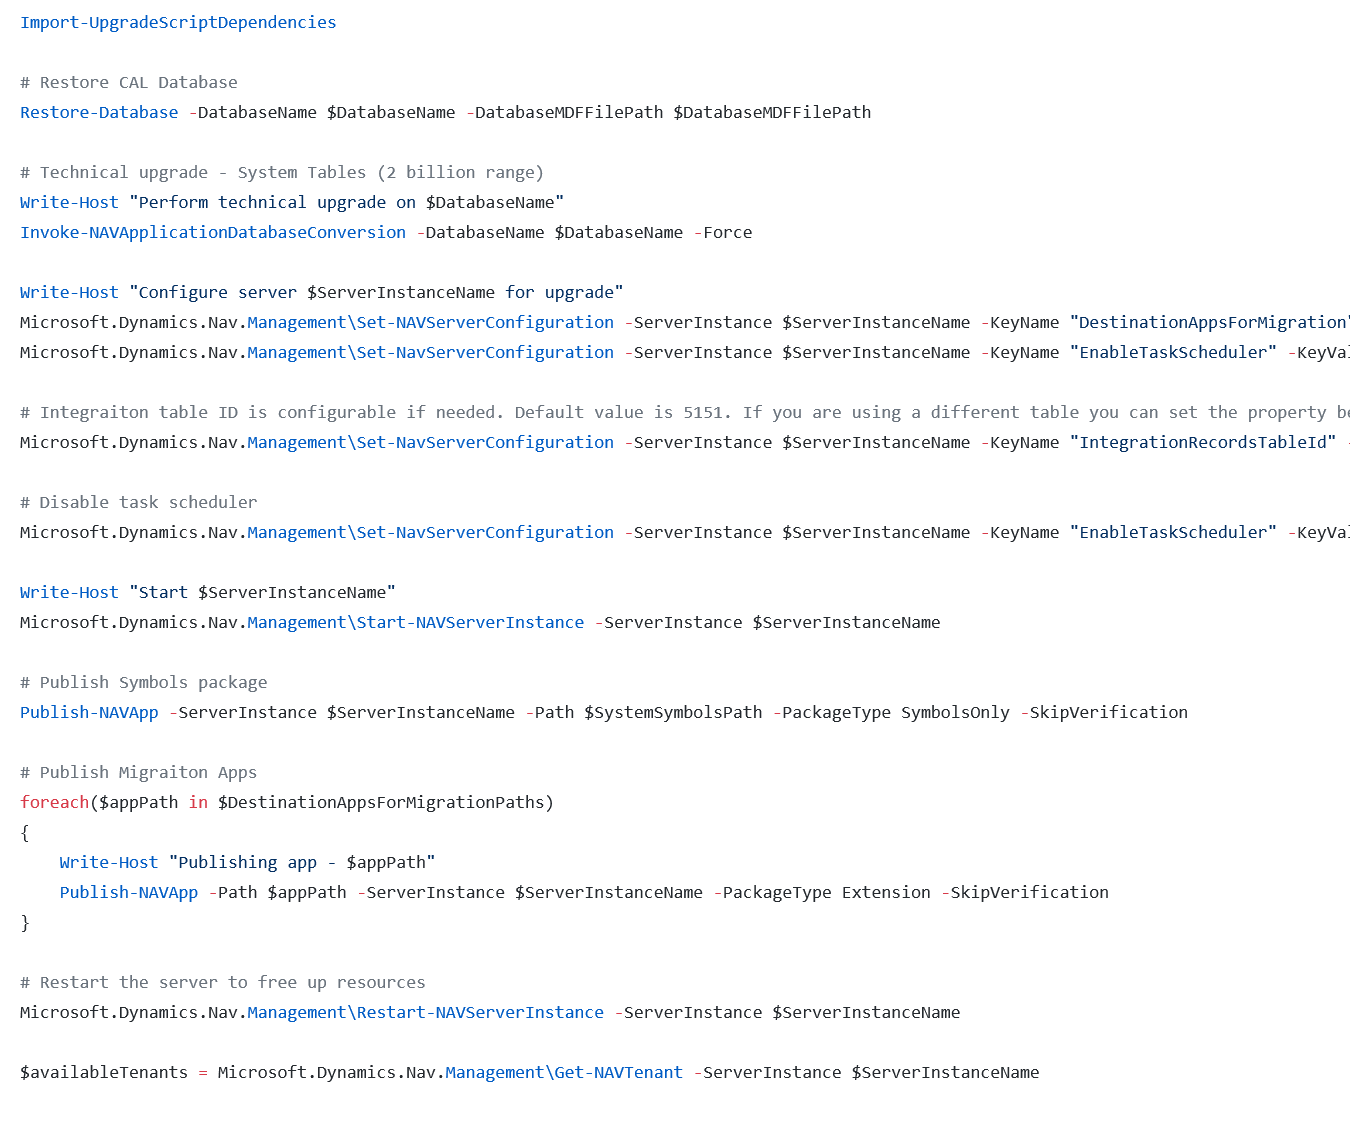 Import-UpgradeScriptDependencies
# Restore CAL Database
Restore-Database -DatabaseName $DatabaseName -DatabaseMDFFilePath $DatabaseMDFFilePath
# Technical upgrade - System Tables (2 billion range)
Write-Host "Perform technical upgrade on $DatabaseName"
Invoke-NAVApplicationDatabaseConversion -DatabaseName $DatabaseName -Force
Write-Host "Configure server $ServerInstanceName for upgrade"
Microsoft.Dynamics.Nav.Management\Set-NAVServerConfiguration -ServerInstance $ServerInstanceName -KeyName "DestinationAppsForMigration"
Microsoft.Dynamics.Nav.Management\Set-NAVServerConfiguration -ServerInstance $ServerInstanceName -KeyName "EnableTaskScheduler" -KeyVal
# Integraiton table ID is configurable if needed. Default value is 5151. If you are using a different table you can set the property be
Microsoft.Dynamics.Nav.Management\Set-NavServerConfiguration -ServerInstance $ServerInstanceName -KeyName "IntegrationRecordsTableId" -
# Disable task scheduler
Microsoft.Dynamics.Nav.Management\Set-NavServerConfiguration -ServerInstance $ServerInstanceName -KeyName "EnableTaskScheduler" -KeyVal
Write-Host "Start $ServerInstanceName"
Microsoft.Dynamics.Nav.Management\Start-NAVServerInstance -ServerInstance $ServerInstanceName
# Publish Symbols package
Publish-NAVApp -ServerInstance $ServerInstanceName -Path $SystemSymbolsPath -PackageType SymbolsOnly -SkipVerification
# Publish Migraiton Apps
foreach($appPath in $DestinationAppsForMigrationPaths)
{
Write-Host "Publishing app - $appPath"
Publish-NAVApp -Path $appPath -ServerInstance $ServerInstanceName -PackageType Extension -SkipVerification
}
# Restart the server to free up resources
Microsoft.Dynamics.Nav.Management\Restart-NAVServerInstance -ServerInstance $ServerInstanceName
$availableTenants = Microsoft.Dynamics.Nav.Management\Get-NAVTenant -ServerInstance $ServerInstanceName